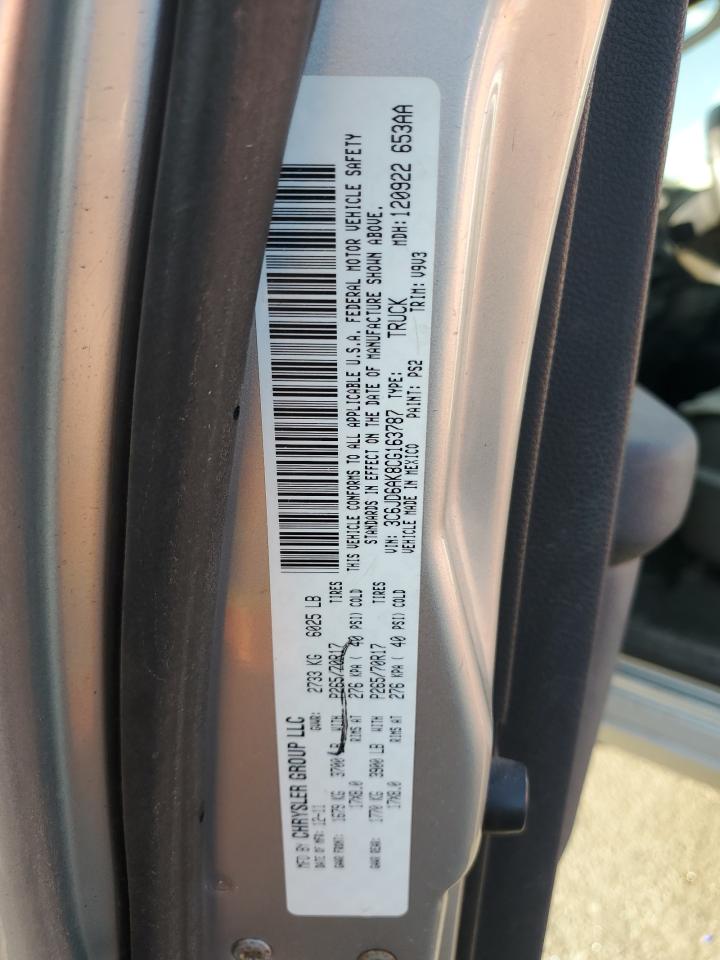 MFD BY CHRYSLER GROUP LLC
DATE OF MFR: 12-11 GVWR: 2733 KG 6025 LB
GAWR FRONT: 1679 KG 3700 LB WITH P265/70R17 TIRES
17X8.0 RIMS AT 276 KPA ( 40 PSI) COLD
GAWR REAR: 1770 KG 3900 LB WITH P265/70R17 TIRES
17X8.0 RIMS AT 276 KPA ( 40 PSI) COLD
THIS VEHICLE CONFORMS TO ALL APPLICABLE U.S.A. FEDERAL MOTOR VEHICLE SAFETY
STANDARDS IN EFFECT ON THE DATE OF MANUFACTURE SHOWN ABOVE.
VIN: 3C6JD6AK8CG163787 TYPE: TRUCK MDH: 120922 653AA
VEHICLE MADE IN MEXICO PAINT: PS2 TRIM: V9V3